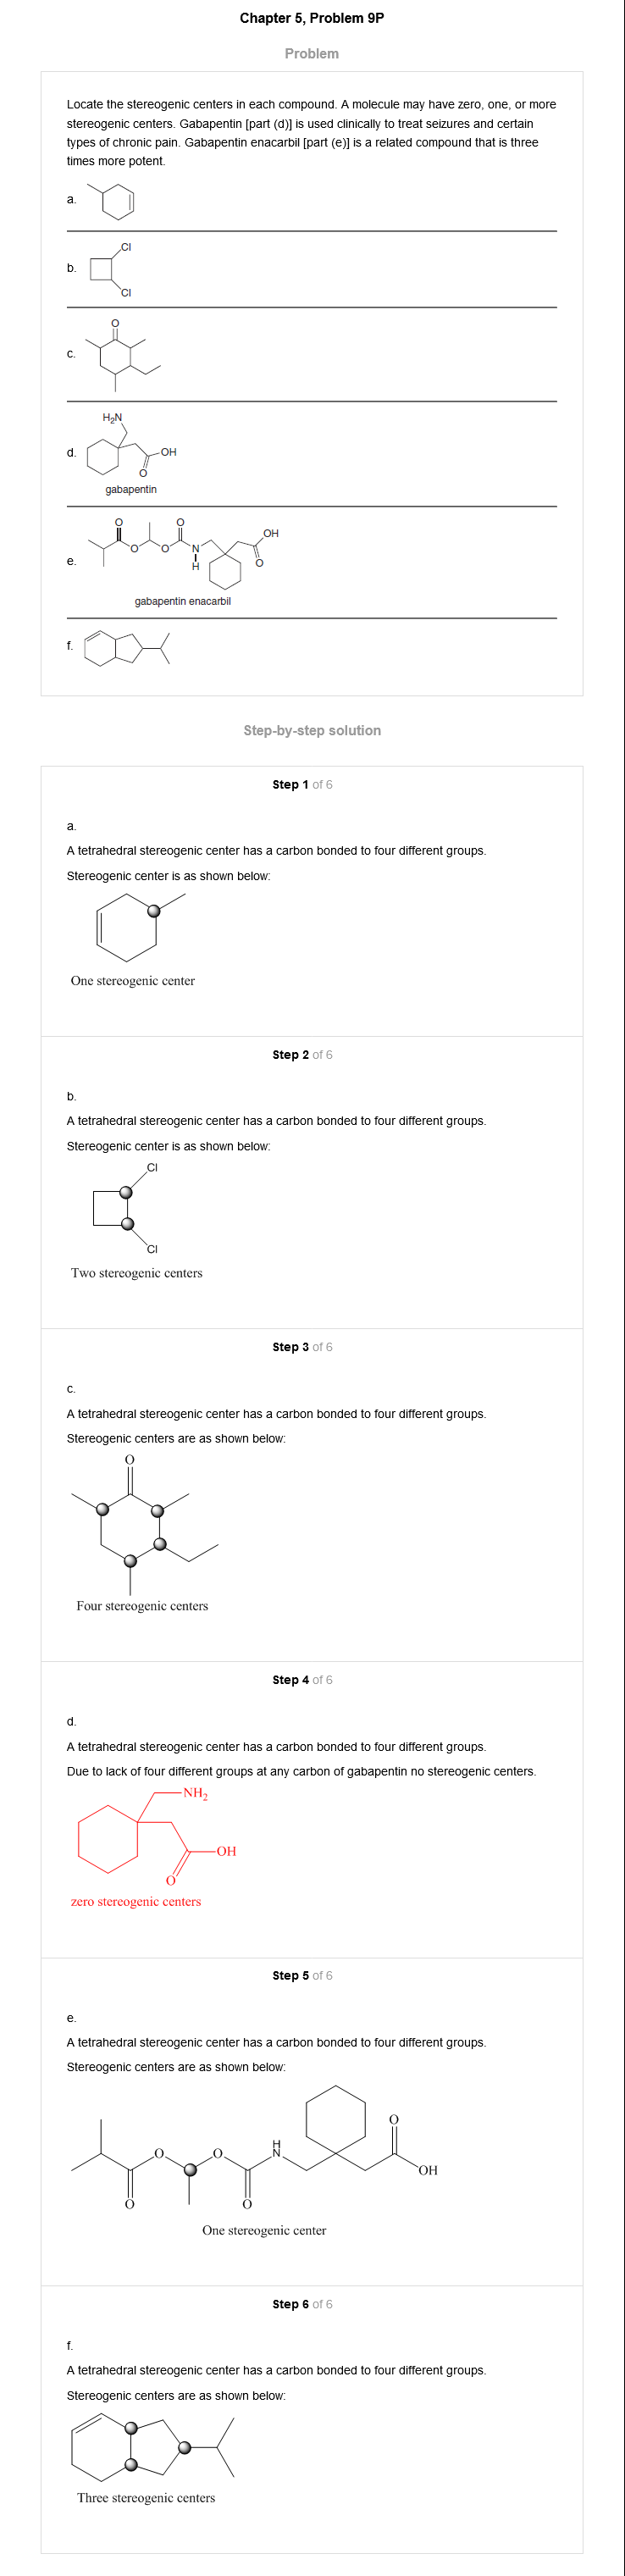 Chapter 5, Problem 9P
Problem
Locate the stereogenic centers in each compound. A molecule may have zero, one, or more
stereogenic centers. Gabapentin [part (d)] is used clinically to treat seizures and certain
types of chronic pain. Gabapentin enacarbil [part (e)] is a related compound that is three
times more potent.
a.
Cl
b.
Cl
O
c.
H₂N
d.
OH
O
gabapentin
O
O
OH
O
O
N
H
O
e.
gabapentin enacarbil
f.
Step-by-step solution
Step 1 of 6
a.
A tetrahedral stereogenic center has a carbon bonded to four different groups.
Stereogenic center is as shown below:
One stereogenic center
Step 2 of 6
b.
A tetrahedral stereogenic center has a carbon bonded to four different groups.
Stereogenic center is as shown below:
Cl
Cl
Two stereogenic centers
Step 3 of 6
c.
A tetrahedral stereogenic center has a carbon bonded to four different groups.
Stereogenic centers are as shown below:
O
Four stereogenic centers
Step 4 of 6
d.
A tetrahedral stereogenic center has a carbon bonded to four different groups.
Due to lack of four different groups at any carbon of gabapentin no stereogenic centers.
NH₂
OH
O
zero stereogenic centers
Step 5 of 6
e.
A tetrahedral stereogenic center has a carbon bonded to four different groups.
Stereogenic centers are as shown below:
O
H
O
O
N
OH
O
O
One stereogenic center
Step 6 of 6
f.
A tetrahedral stereogenic center has a carbon bonded to four different groups.
Stereogenic centers are as shown below:
Three stereogenic centers